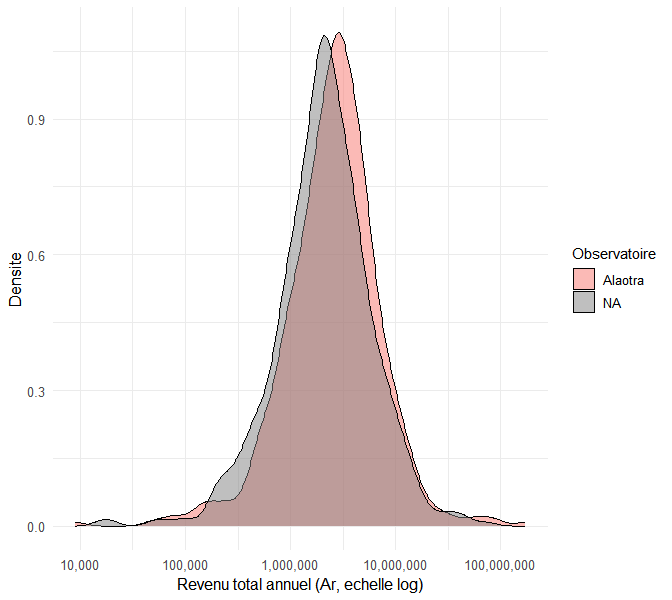 Densite
0.9
0.6
0.3
0.0
10,000
100,000
1,000,000
10,000,000
100,000,000
Revenu total annuel (Ar, echelle log)
Observatoire
Alaotra
NA